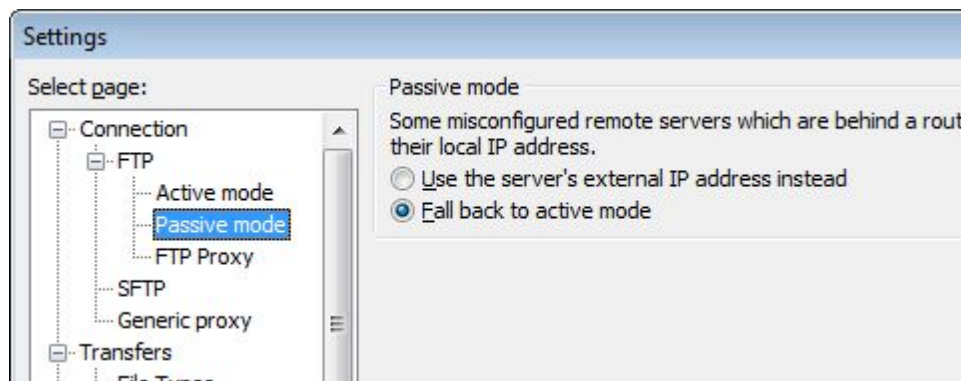 Settings
Select page:
Connection
FTP
Active mode
Passive mode
FTP Proxy
SFTP
Generic proxy
Transfers
Passive mode
Some misconfigured remote servers which are behind a rout
their local IP address.
Use the server's external IP address instead
Fall back to active mode